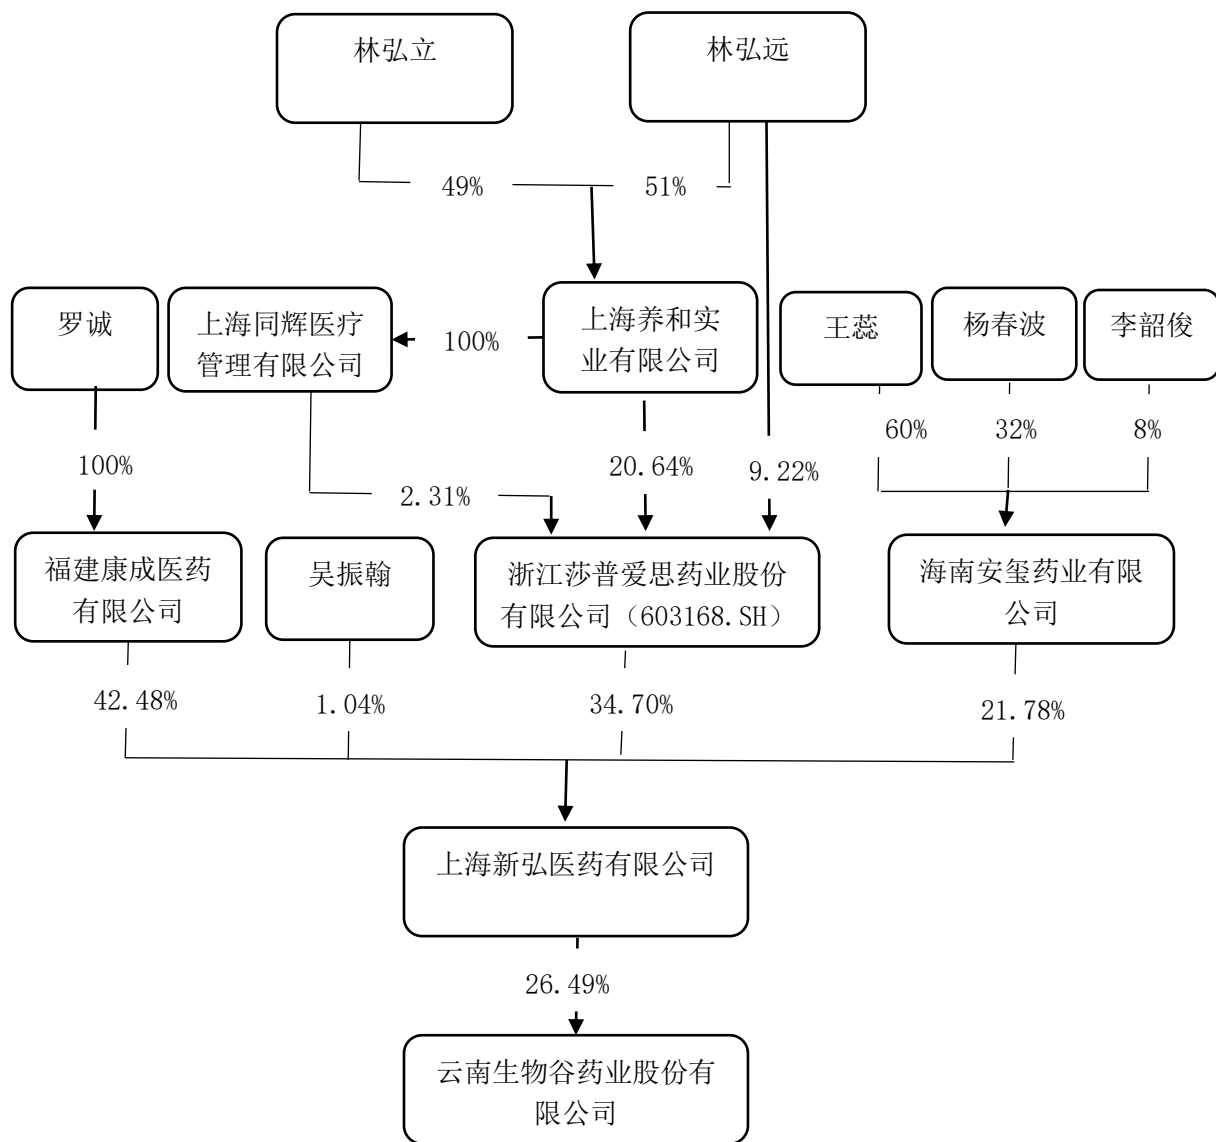 林弘立
林弘远
49%
51%
罗诚
上海同辉医疗
管理有限公司
100%
上海养和实
业有限公司
王蕊
杨春波
李韶俊
100%
2.31%
20.64%
9.22%
60%
32%
8%
福建康成医药
有限公司
吴振翰
浙江莎普爱思药业股份
有限公司（603168.SH）
海南安玺药业有限
公司
42.48%
1.04%
34.70%
21.78%
上海新弘医药有限公司
26.49%
云南生物谷药业股份有
限公司